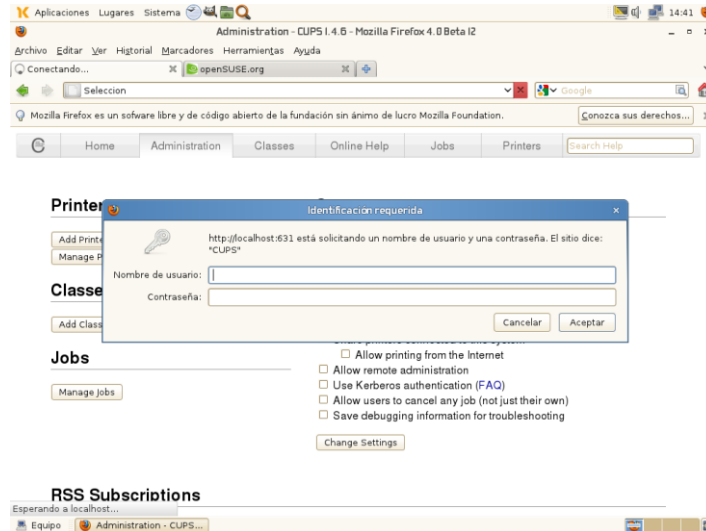 Aplicaciones Lugares Sistema 14:41
Administration - CUPS 1.4.6 - Mozilla Firefox 4.0 Beta 12
Archivo Editar Ver Historial Marcadores Herramientas Ayuda
Conectando... openSUSE.org
Seleccion Google
Mozilla Firefox es un sofware libre y de código abierto de la fundación sin ánimo de lucro Mozilla Foundation. Conozca sus derechos...
Home Administration Classes Online Help Jobs Printers Search Help
Printer
Identificación requerida
Add Printe
Manage P
http://localhost:631 está solicitando un nombre de usuario y una contraseña. El sitio dice:
"CUPS"
Nombre de usuario:
Contraseña:
Cancelar Aceptar
Classe
Add Class
Share printers connected to this system
Allow printing from the Internet
Jobs
Manage Jobs
Allow remote administration
Use Kerberos authentication (FAQ)
Allow users to cancel any job (not just their own)
Save debugging information for troubleshooting
Change Settings
RSS Subscriptions
Esperando a localhost...
Equipo Administration - CUPS...